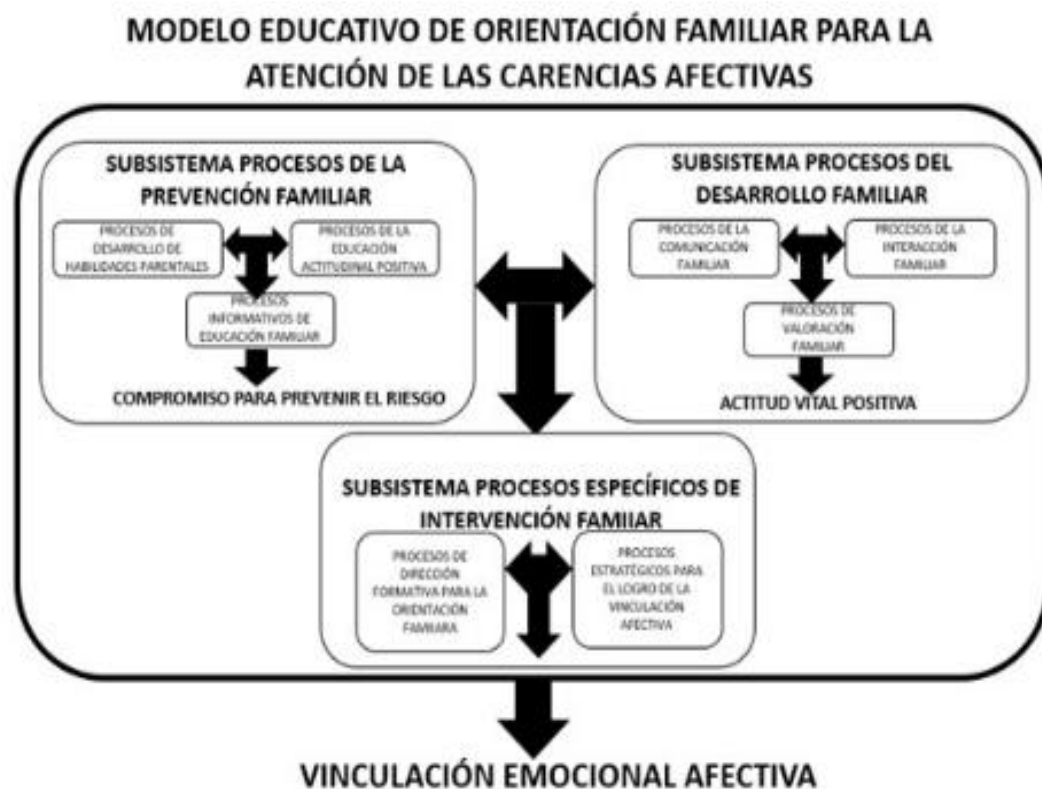 MODELO EDUCATIVO DE ORIENTACIÓN FAMILIAR PARA LA
ATENCIÓN DE LAS CARENCIAS AFECTIVAS
SUBSISTEMA PROCESOS DE LA
PREVENCIÓN FAMILIAR
PROCESOS DE
DESARROLLO DE
HABILIDADES PARENTALES
PROCESOS DE LA
EDUCACIÓN
ACTITUDINAL POSITIVA
PROCESOS
INFORMATIVOS DE
EDUCACIÓN FAMILIAR
COMPROMISO PARA PREVENIR EL RIESGO
SUBSISTEMA PROCESOS DEL
DESARROLLO FAMILIAR
PROCESOS DE LA
COMUNICACIÓN
FAMILIAR
PROCESOS DE LA
INTERACCIÓN
FAMILIAR
PROCESOS DE
VALORACIÓN
FAMILIAR
ACTITUD VITAL POSITIVA
SUBSISTEMA PROCESOS ESPECÍFICOS DE
INTERVENCIÓN FAMIIAR
PROCESOS DE
DIRECCIÓN
FORMATIVA PARA LA
ORIENTACIÓN
FAMIIARA
PROCESOS
ESTRATÉGICOS PARA
EL LOGRO DE LA
VINCULACIÓN
AFECTIVA
VINCULACIÓN EMOCIONAL AFECTIVA